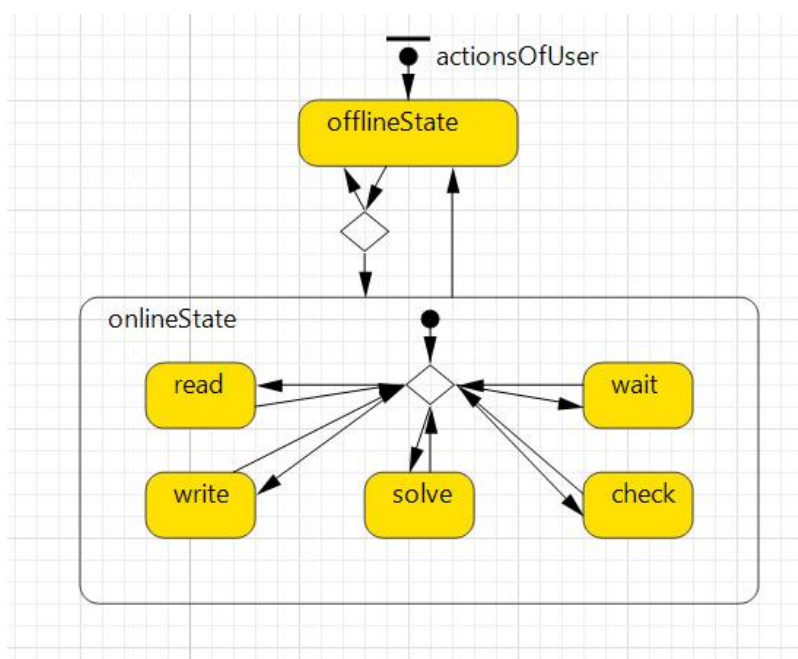 actionsOfUser
offlineState
onlineState
read
wait
write
solve
check